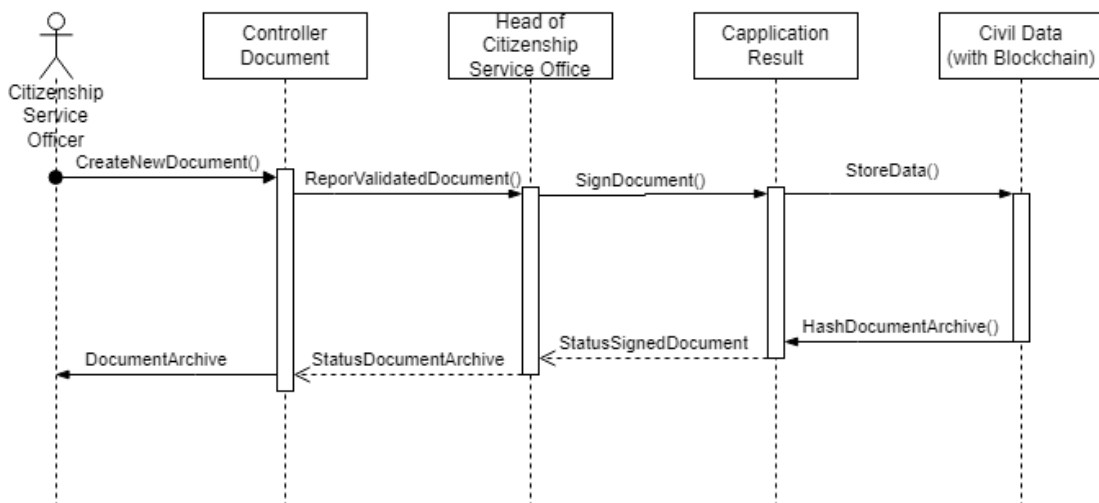 Controller
Document
Head of
Citizenship
Service Office
Capplication
Result
Civil Data
(with Blockchain)
Citizenship
Service
Officer
CreateNewDocument()
ReporValidatedDocument()
SignDocument()
StoreData()
HashDocumentArchive()
StatusSignedDocument
StatusDocumentArchive
DocumentArchive